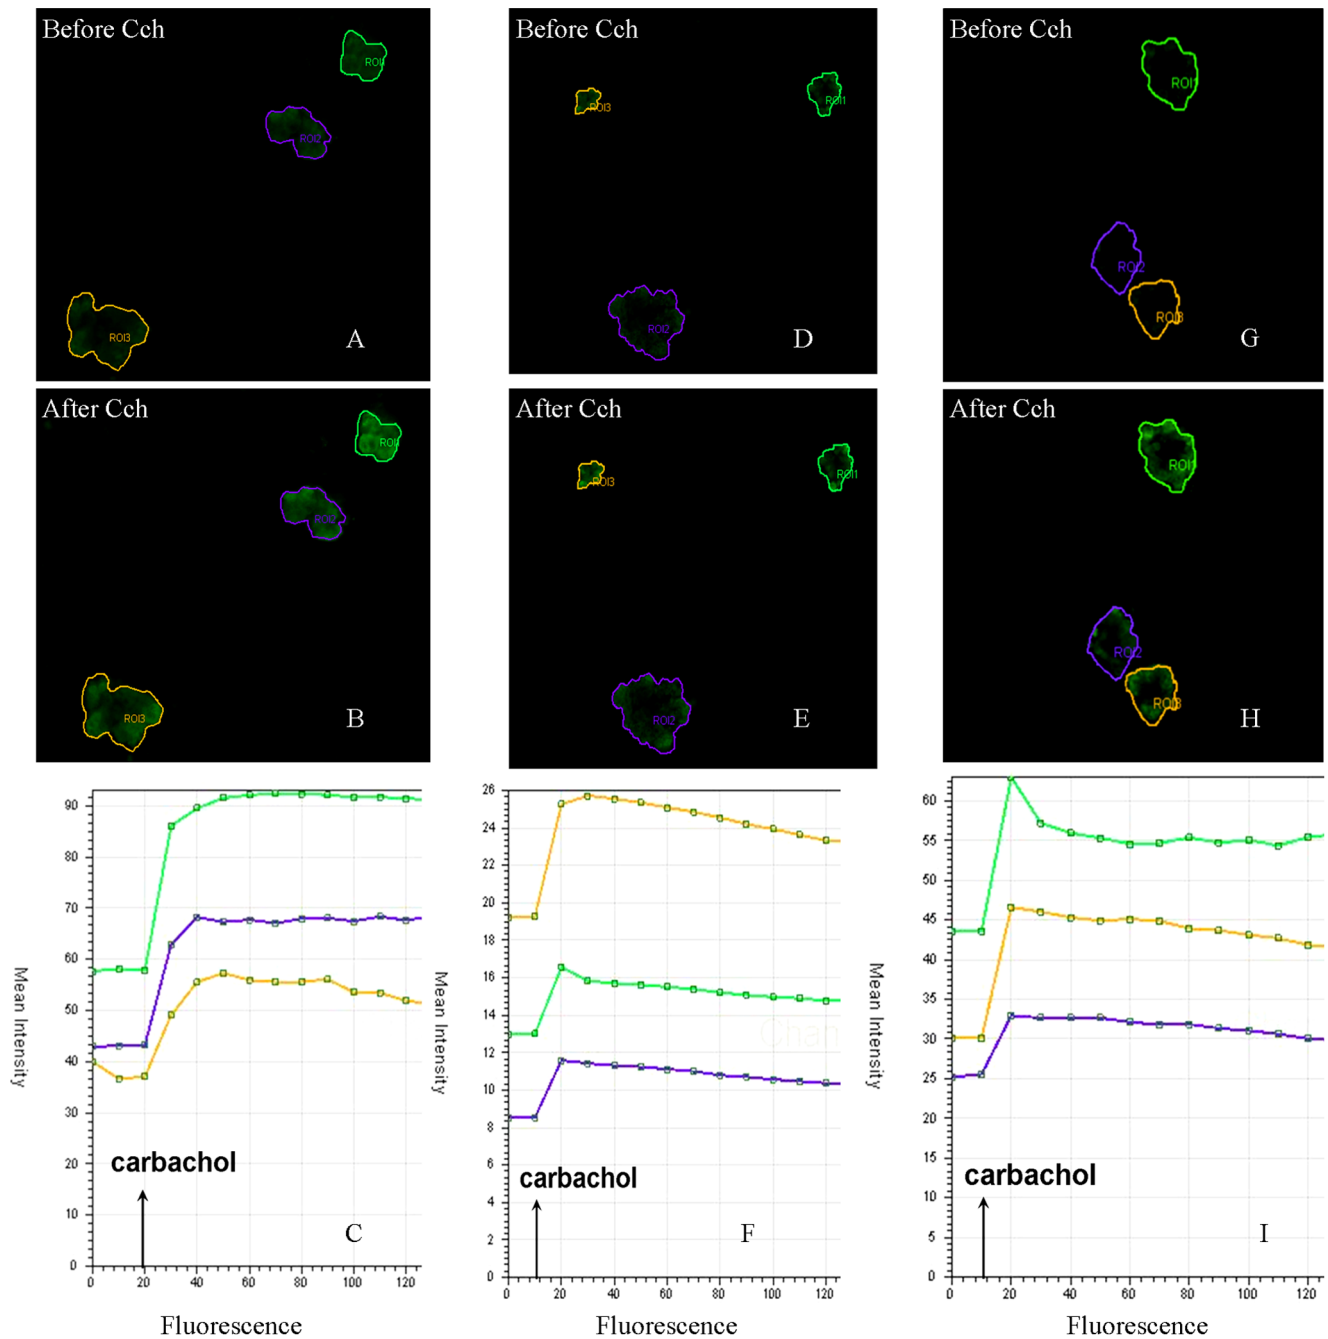 Before Cch
ROI1
ROI2
ROI3
A
Before Cch
ROI3
ROI1
ROI2
D
Before Cch
ROI1
ROI2
ROI3
G
After Cch
ROI1
ROI2
ROI3
B
After Cch
ROI3
ROI1
ROI2
E
After Cch
ROI1
ROI2
ROI3
H
Mean Intensity
90
80
70
60
50
40
30
20
10
0
carbachol
C
0 20 40 60 80 100 120
Fluorescence
Mean Intensity
26
24
22
20
18
16
14
12
10
8
6
4
2
0
Chan
carbachol
F
0 20 40 60 80 100 120
Fluorescence
Mean Intensity
60
55
50
45
40
35
30
25
20
15
10
5
0
carbachol
I
0 20 40 60 80 100 120
Fluorescence